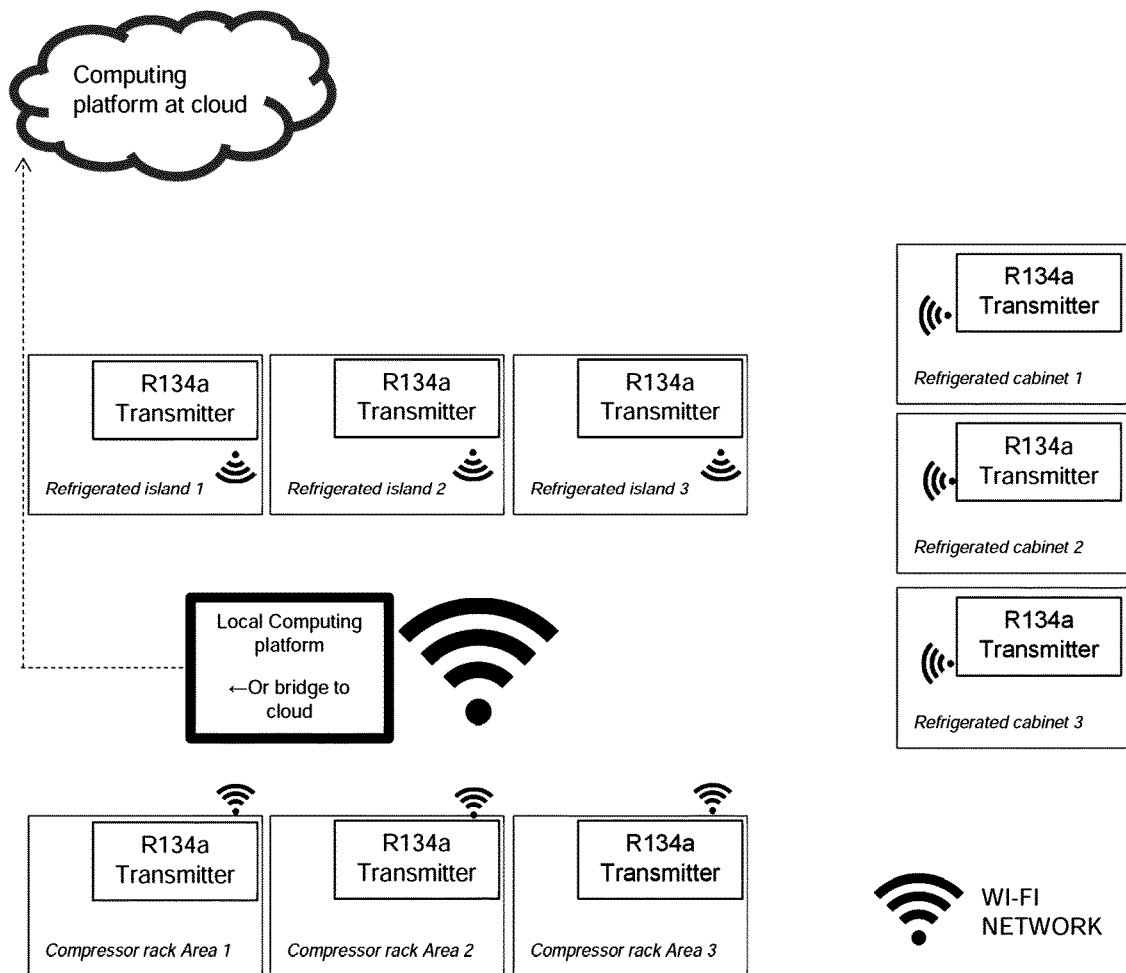 Computing
platform at cloud
R134a
Transmitter
Refrigerated cabinet 1
R134a
Transmitter
Refrigerated island 1
R134a
Transmitter
Refrigerated island 2
R134a
Transmitter
Refrigerated island 3
R134a
Transmitter
Refrigerated cabinet 2
Local Computing
platform
←Or bridge to
cloud
R134a
Transmitter
Refrigerated cabinet 3
R134a
Transmitter
Compressor rack Area 1
R134a
Transmitter
Compressor rack Area 2
R134a
Transmitter
Compressor rack Area 3
WI-FI
NETWORK